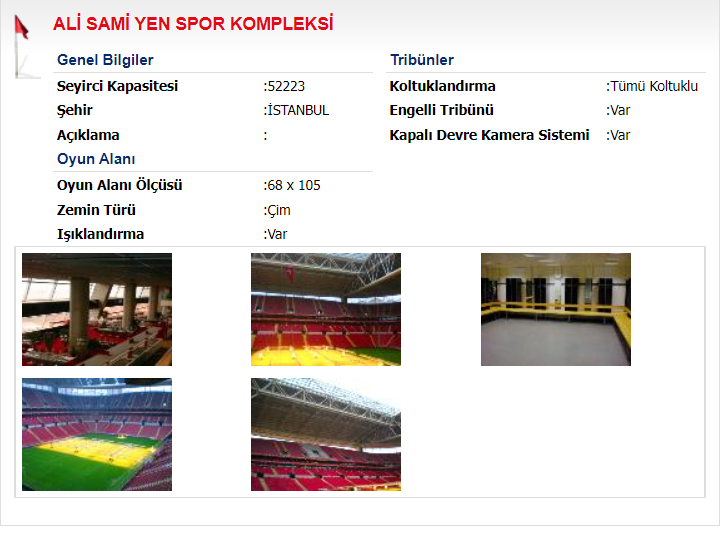 ALİ SAMİ YEN SPOR KOMPLEKSİ
Genel Bilgiler
Seyirci Kapasitesi :52223
Şehir :İSTANBUL
Açıklama :
Oyun Alanı
Oyun Alanı Ölçüsü :68 x 105
Zemin Türü :Çim
Işıklandırma :Var
Tribünler
Koltuklandırma :Tümü Koltuklu
Engelli Tribünü :Var
Kapalı Devre Kamera Sistemi :Var